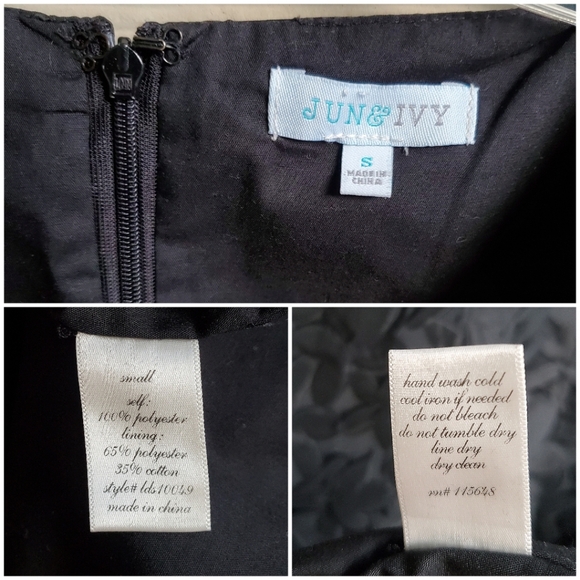 JUN&IVY
S
MADE IN
CHINA
small
self:
100% polyester
lining:
65% polyester
35% cotton
style# lds10049
made in china
hand wash cold
cool iron if needed
do not bleach
do not tumble dry
line dry
dry clean
rn# 115648